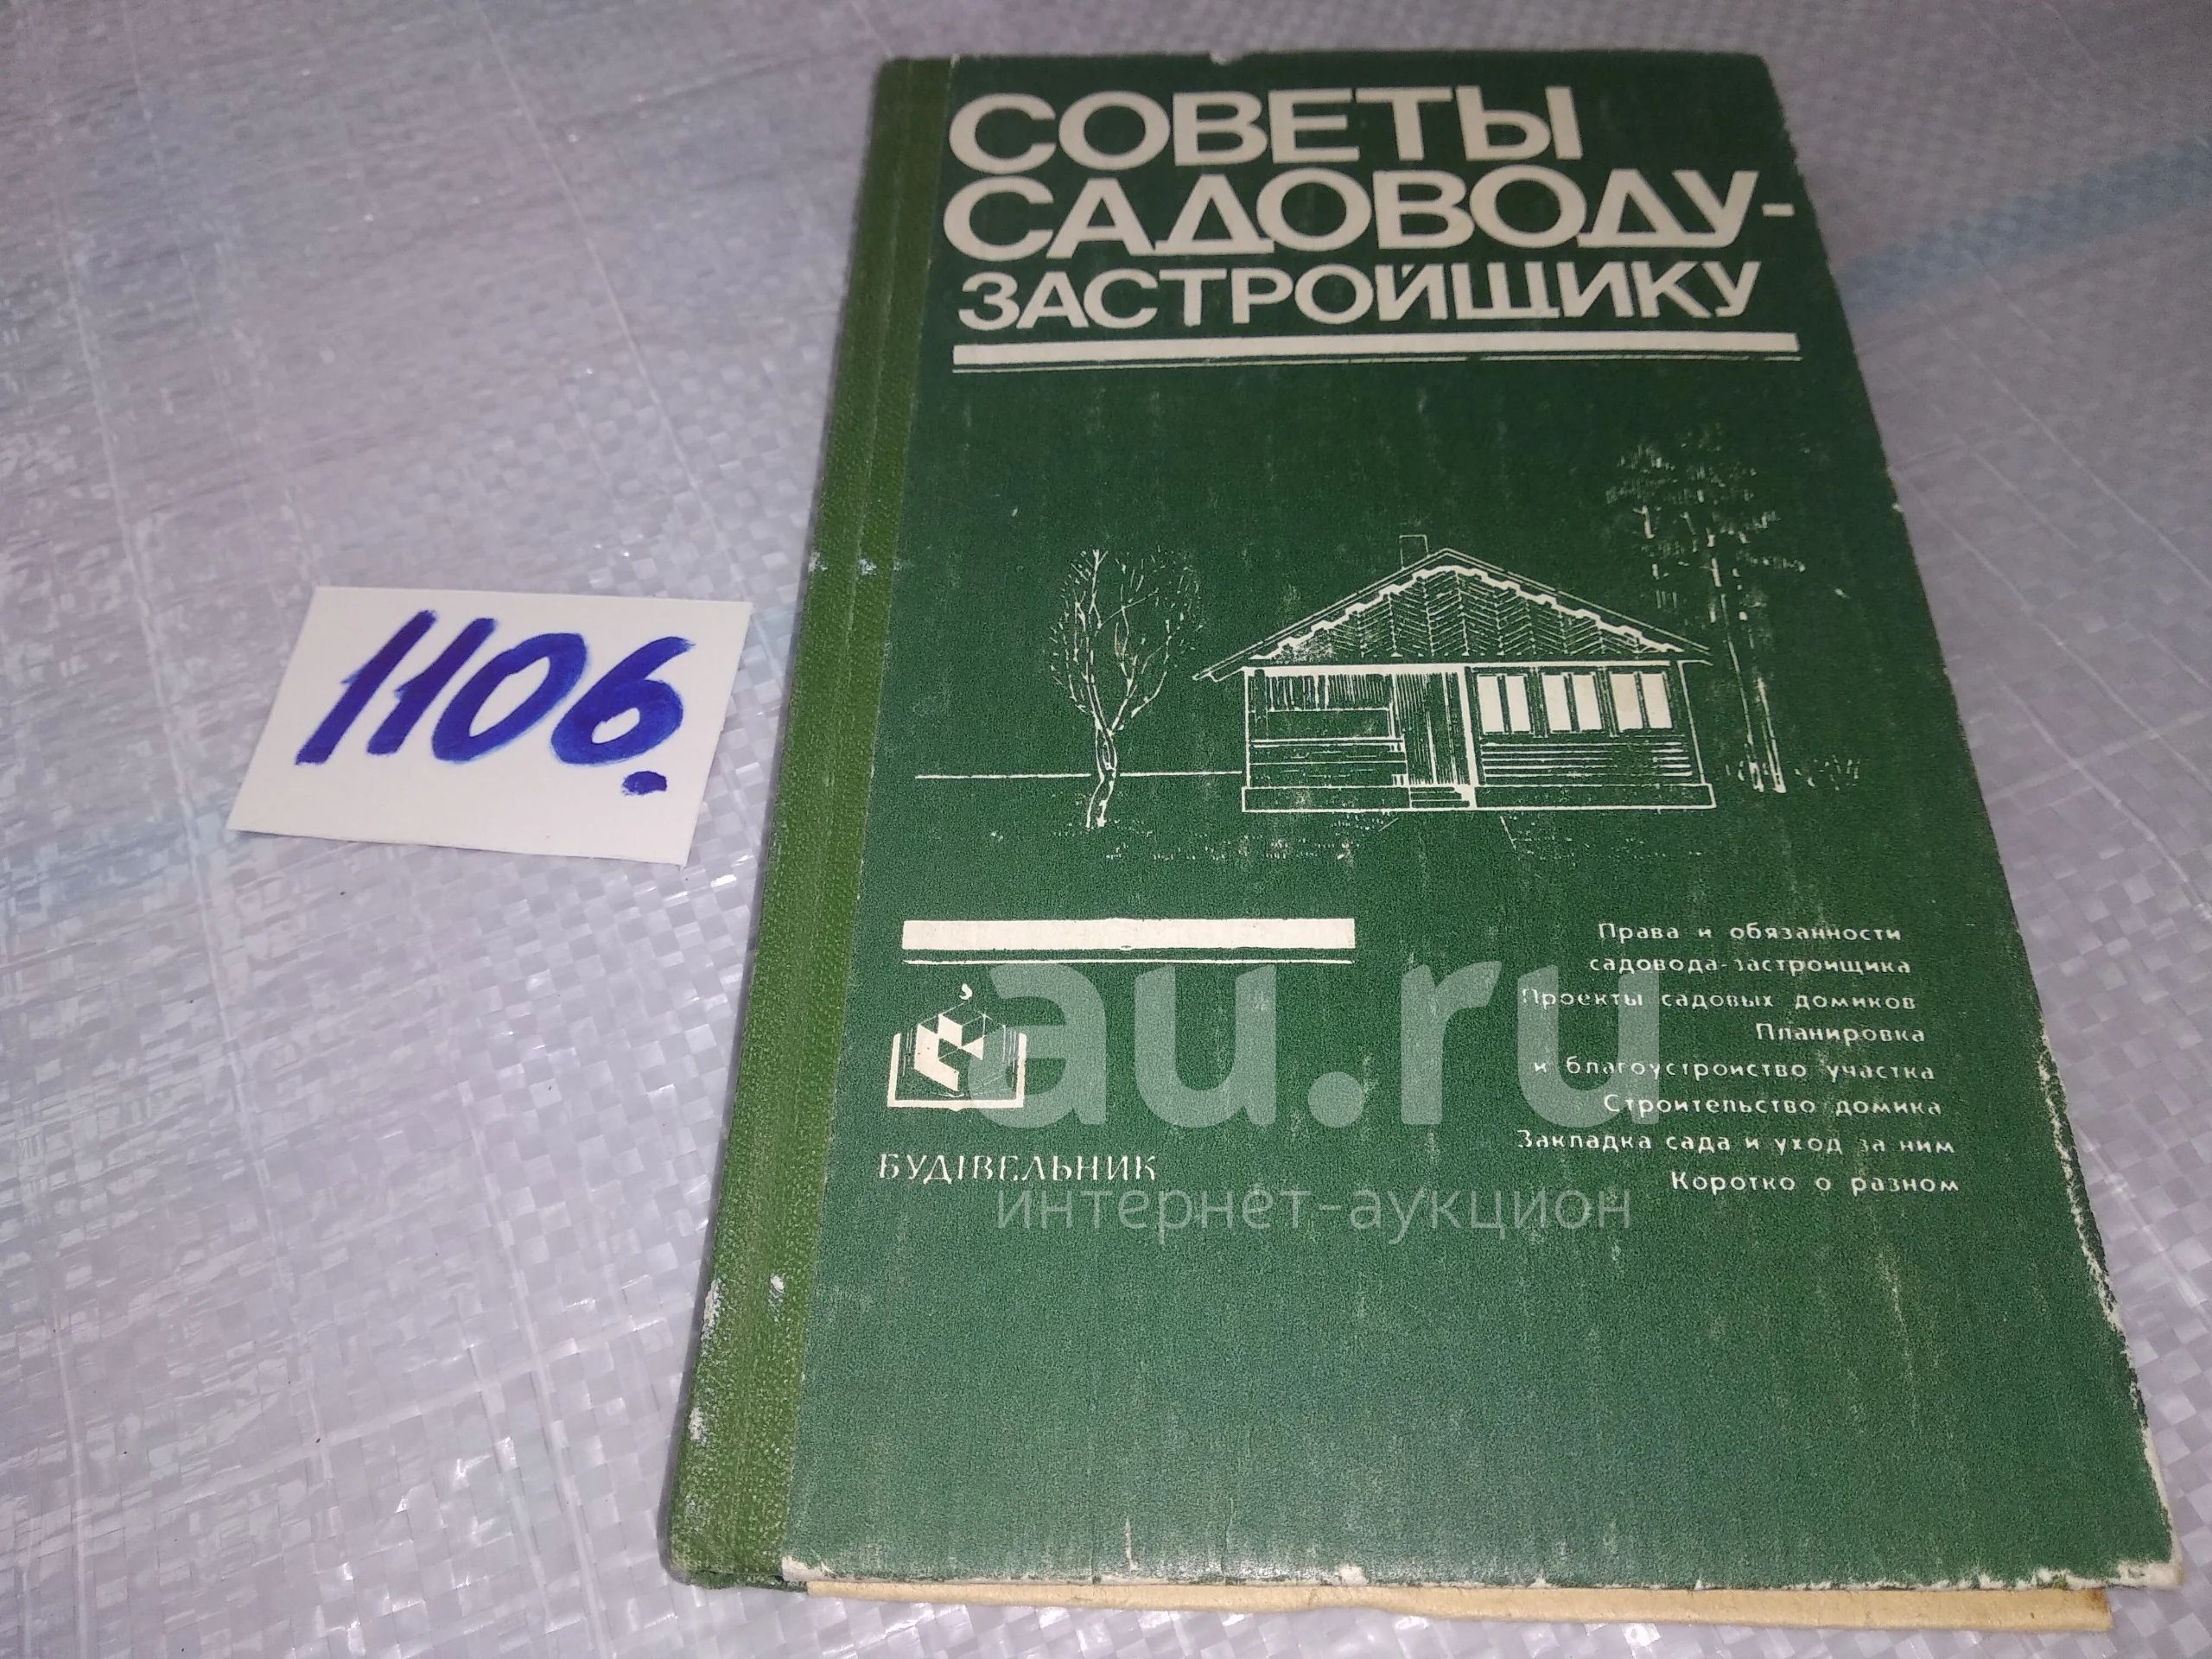 СОВЕТЫ
САДОВОДУ-
ЗАСТРОЙЩИКУ
1106.
Права и обязанности
садовода-застройщика
Проекты садовых домиков
Планировка
и благоустройство участка
Строительство домика
Закладка сада и уход за ним
Коротко о разном
БУДІВЕЛЬНИК
au.ru
интернет-аукцион